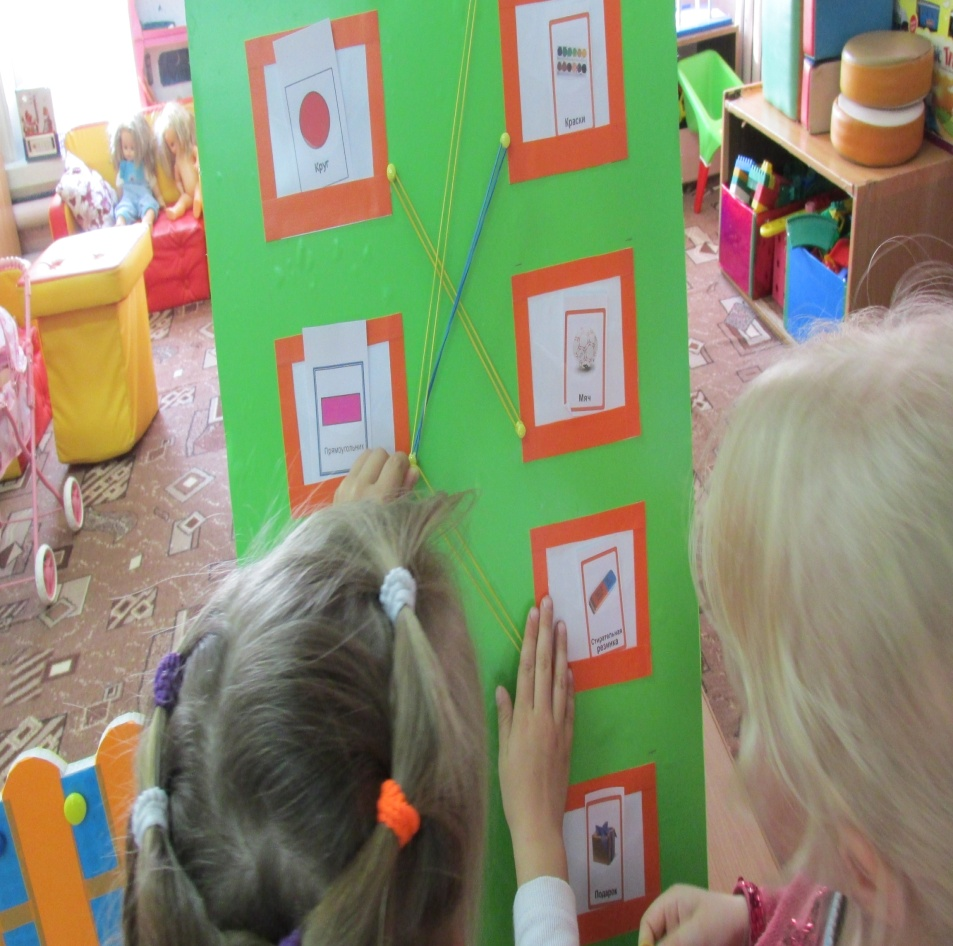 Круг
Краски
Мяч
Прямоугольник
Стирательная
резинка
Подарок